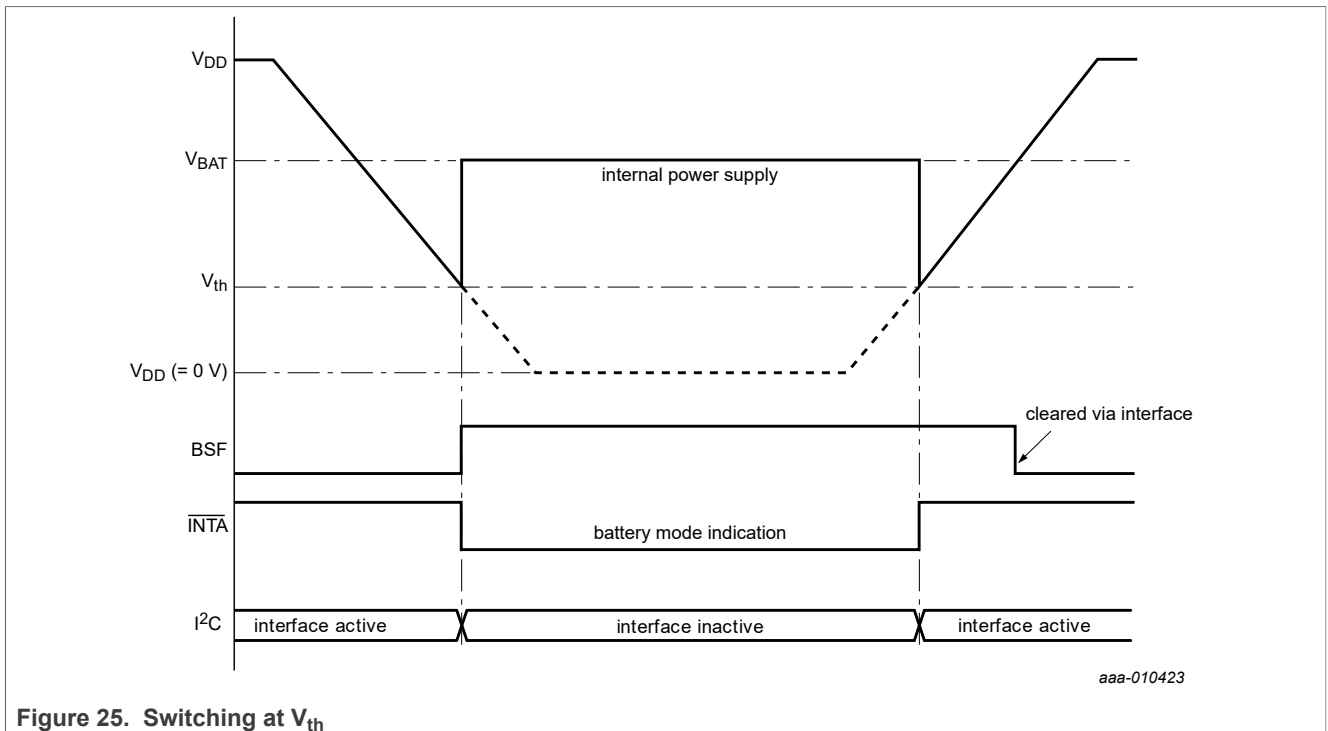 VDD
VBAT
internal power supply
Vth
VDD (= 0 V)
cleared via interface
BSF
INTA
battery mode indication
I2C
interface active
interface inactive
interface active
aaa-010423
Figure 25. Switching at Vth